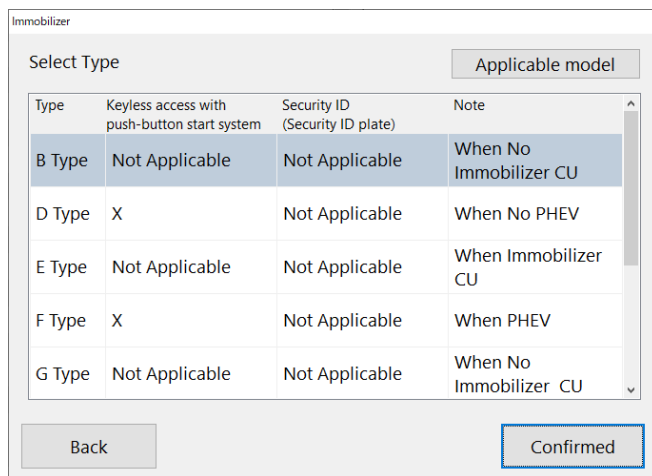 Immobilizer
Select Type
Applicable model
Type Keyless access with push-button start system Security ID (Security ID plate) Note
B Type Not Applicable Not Applicable When No Immobilizer CU
D Type X Not Applicable When No PHEV
E Type Not Applicable Not Applicable When Immobilizer CU
F Type X Not Applicable When PHEV
G Type Not Applicable Not Applicable When No Immobilizer CU
Back
Confirmed